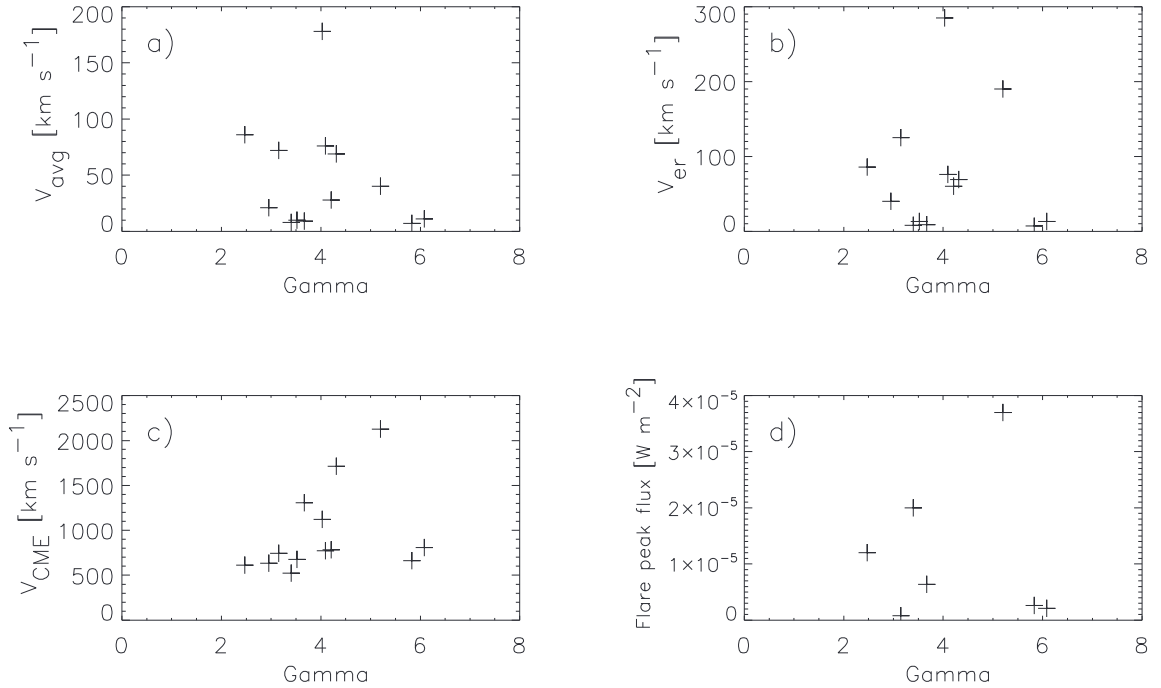 a)
V_avg [km s^−1]
200
150
100
50
0
0 2 4 6 8
Gamma
b)
V_er [km s^−1]
300
200
100
0
0 2 4 6 8
Gamma
c)
V_CME [km s^−1]
2500
2000
1500
1000
500
0
0 2 4 6 8
Gamma
d)
Flare peak flux [W m^−2]
4×10^−5
3×10^−5
2×10^−5
1×10^−5
0
0 2 4 6 8
Gamma